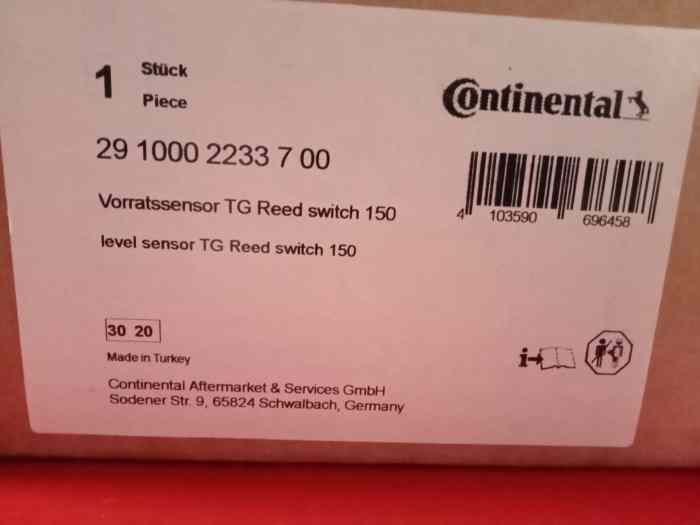 1 Stück
Piece
Continental
29 1000 2233 7 00
4 103590 696458
Vorratssensor TG Reed switch 150
level sensor TG Reed switch 150
30 20
Made in Turkey
Continental Aftermarket & Services GmbH
Sodener Str. 9, 65824 Schwalbach, Germany